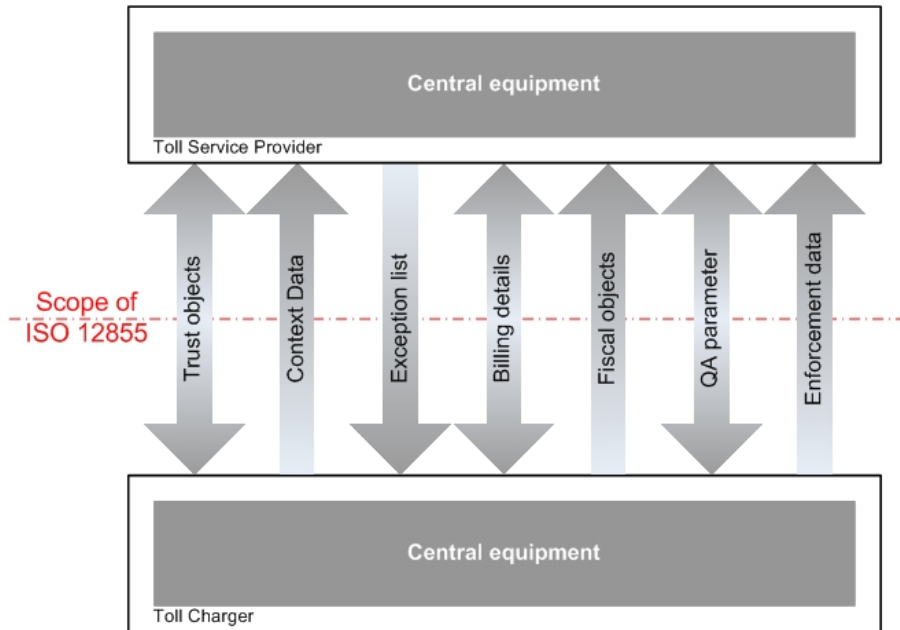 Central equipment
Toll Service Provider
Scope of
ISO 12855
Trust objects
Context Data
Exception list
Billing details
Fiscal objects
QA parameter
Enforcement data
Central equipment
Toll Charger